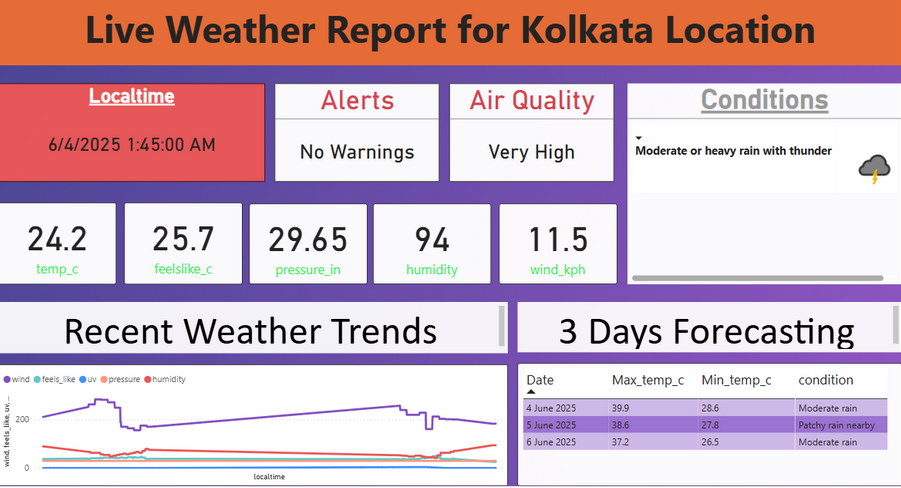 Live Weather Report for Kolkata Location
Localtime
6/4/2025 1:45:00 AM
Alerts
No Warnings
Air Quality
Very High
Conditions
Moderate or heavy rain with thunder
24.2
temp_c
25.7
feelslike_c
29.65
pressure_in
94
humidity
11.5
wind_kph
Recent Weather Trends
wind feels_like uv pressure humidity
wind, feels_like, uv, ...
200
0
localtime
3 Days Forecasting
Date Max_temp_c Min_temp_c condition
4 June 2025 39.9 28.6 Moderate rain
5 June 2025 38.6 27.8 Patchy rain nearby
6 June 2025 37.2 26.5 Moderate rain